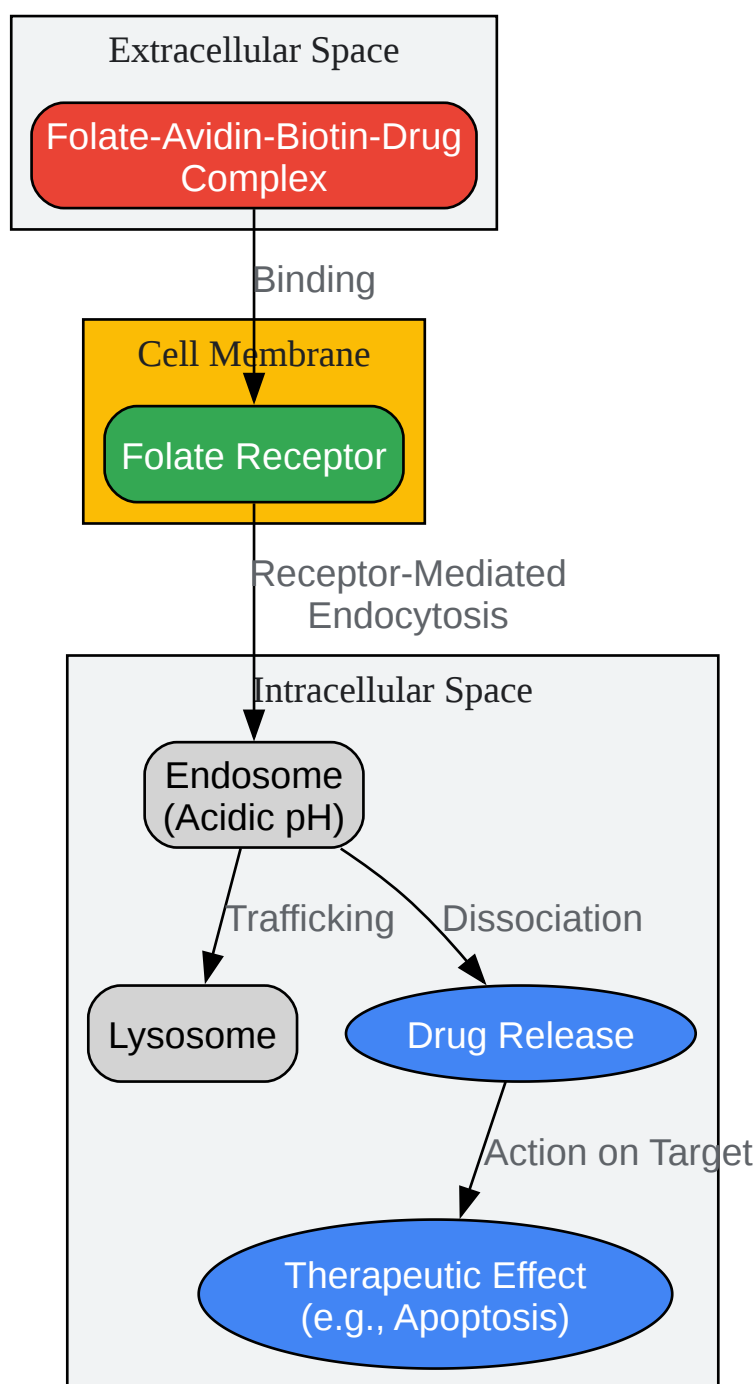 Extracellular Space
Folate-Avidin-Biotin-Drug
Complex
Binding
Cell Membrane
Folate Receptor
Receptor-Mediated
Endocytosis
Intracellular Space
Endosome
(Acidic pH)
Trafficking
Dissociation
Lysosome
Drug Release
Action on Target
Therapeutic Effect
(e.g., Apoptosis)